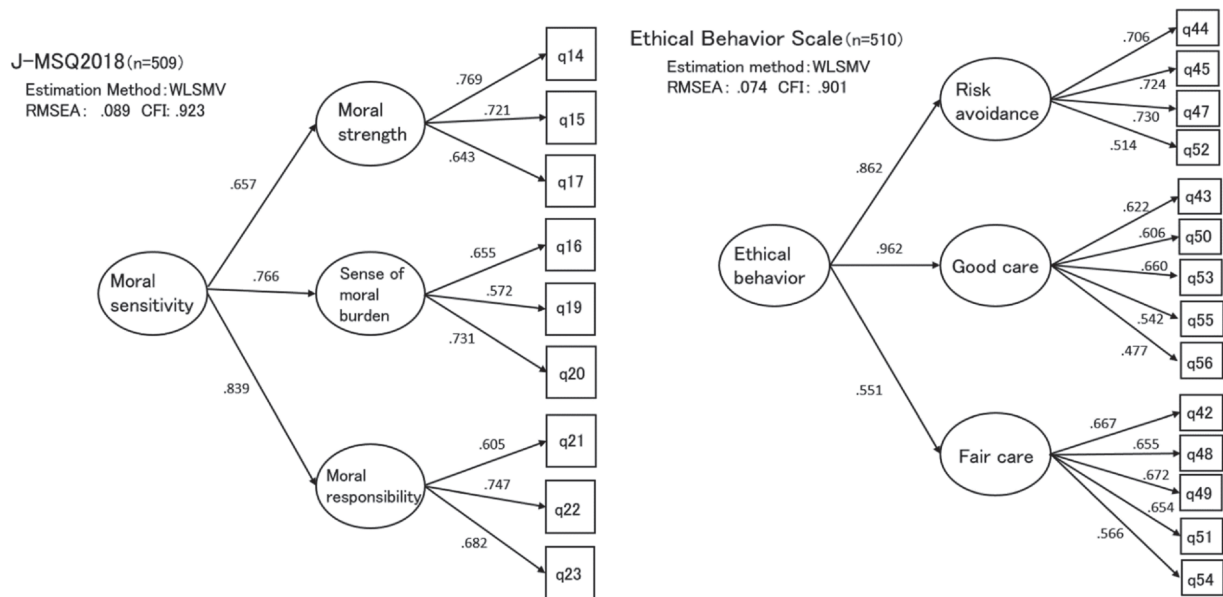 J-MSQ2018(n=509)
Estimation Method:WLSMV
RMSEA: .089 CFI: .923
Moral
sensitivity
.657
.766
.839
Moral
strength
.769
.721
.643
q14
q15
q17
Sense of
moral
burden
.655
.572
.731
q16
q19
q20
Moral
responsibility
.605
.747
.682
q21
q22
q23
Ethical Behavior Scale(n=510)
Estimation method:WLSMV
RMSEA: .074 CFI: .901
Ethical
behavior
.862
.962
.551
Risk
avoidance
.706
.724
.730
.514
q44
q45
q47
q52
Good care
.622
.606
.660
.542
.477
q43
q50
q53
q55
q56
Fair care
.667
.655
.672
.654
.566
q42
q48
q49
q51
q54